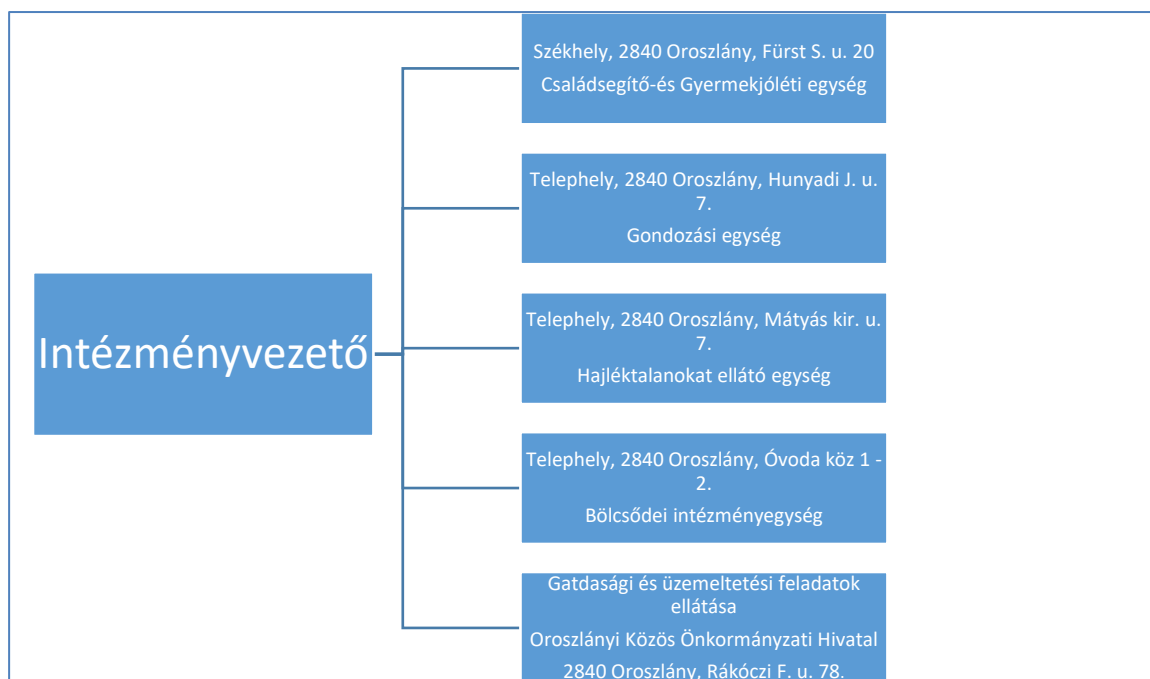 Intézményvezető
Székhely, 2840 Oroszlány, Fürst S. u. 20
Családsegítő-és Gyermekjóléti egység
Telephely, 2840 Oroszlány, Hunyadi J. u.
7.
Gondozási egység
Telephely, 2840 Oroszlány, Mátyás kir. u.
7.
Hajléktalanokat ellátó egység
Telephely, 2840 Oroszlány, Óvoda köz 1 -
2.
Bölcsődei intézményegység
Gatdasági és üzemeltetési feladatok
ellátása
Oroszlányi Közös Önkormányzati Hivatal
2840 Oroszlány, Rákóczi F. u. 78.